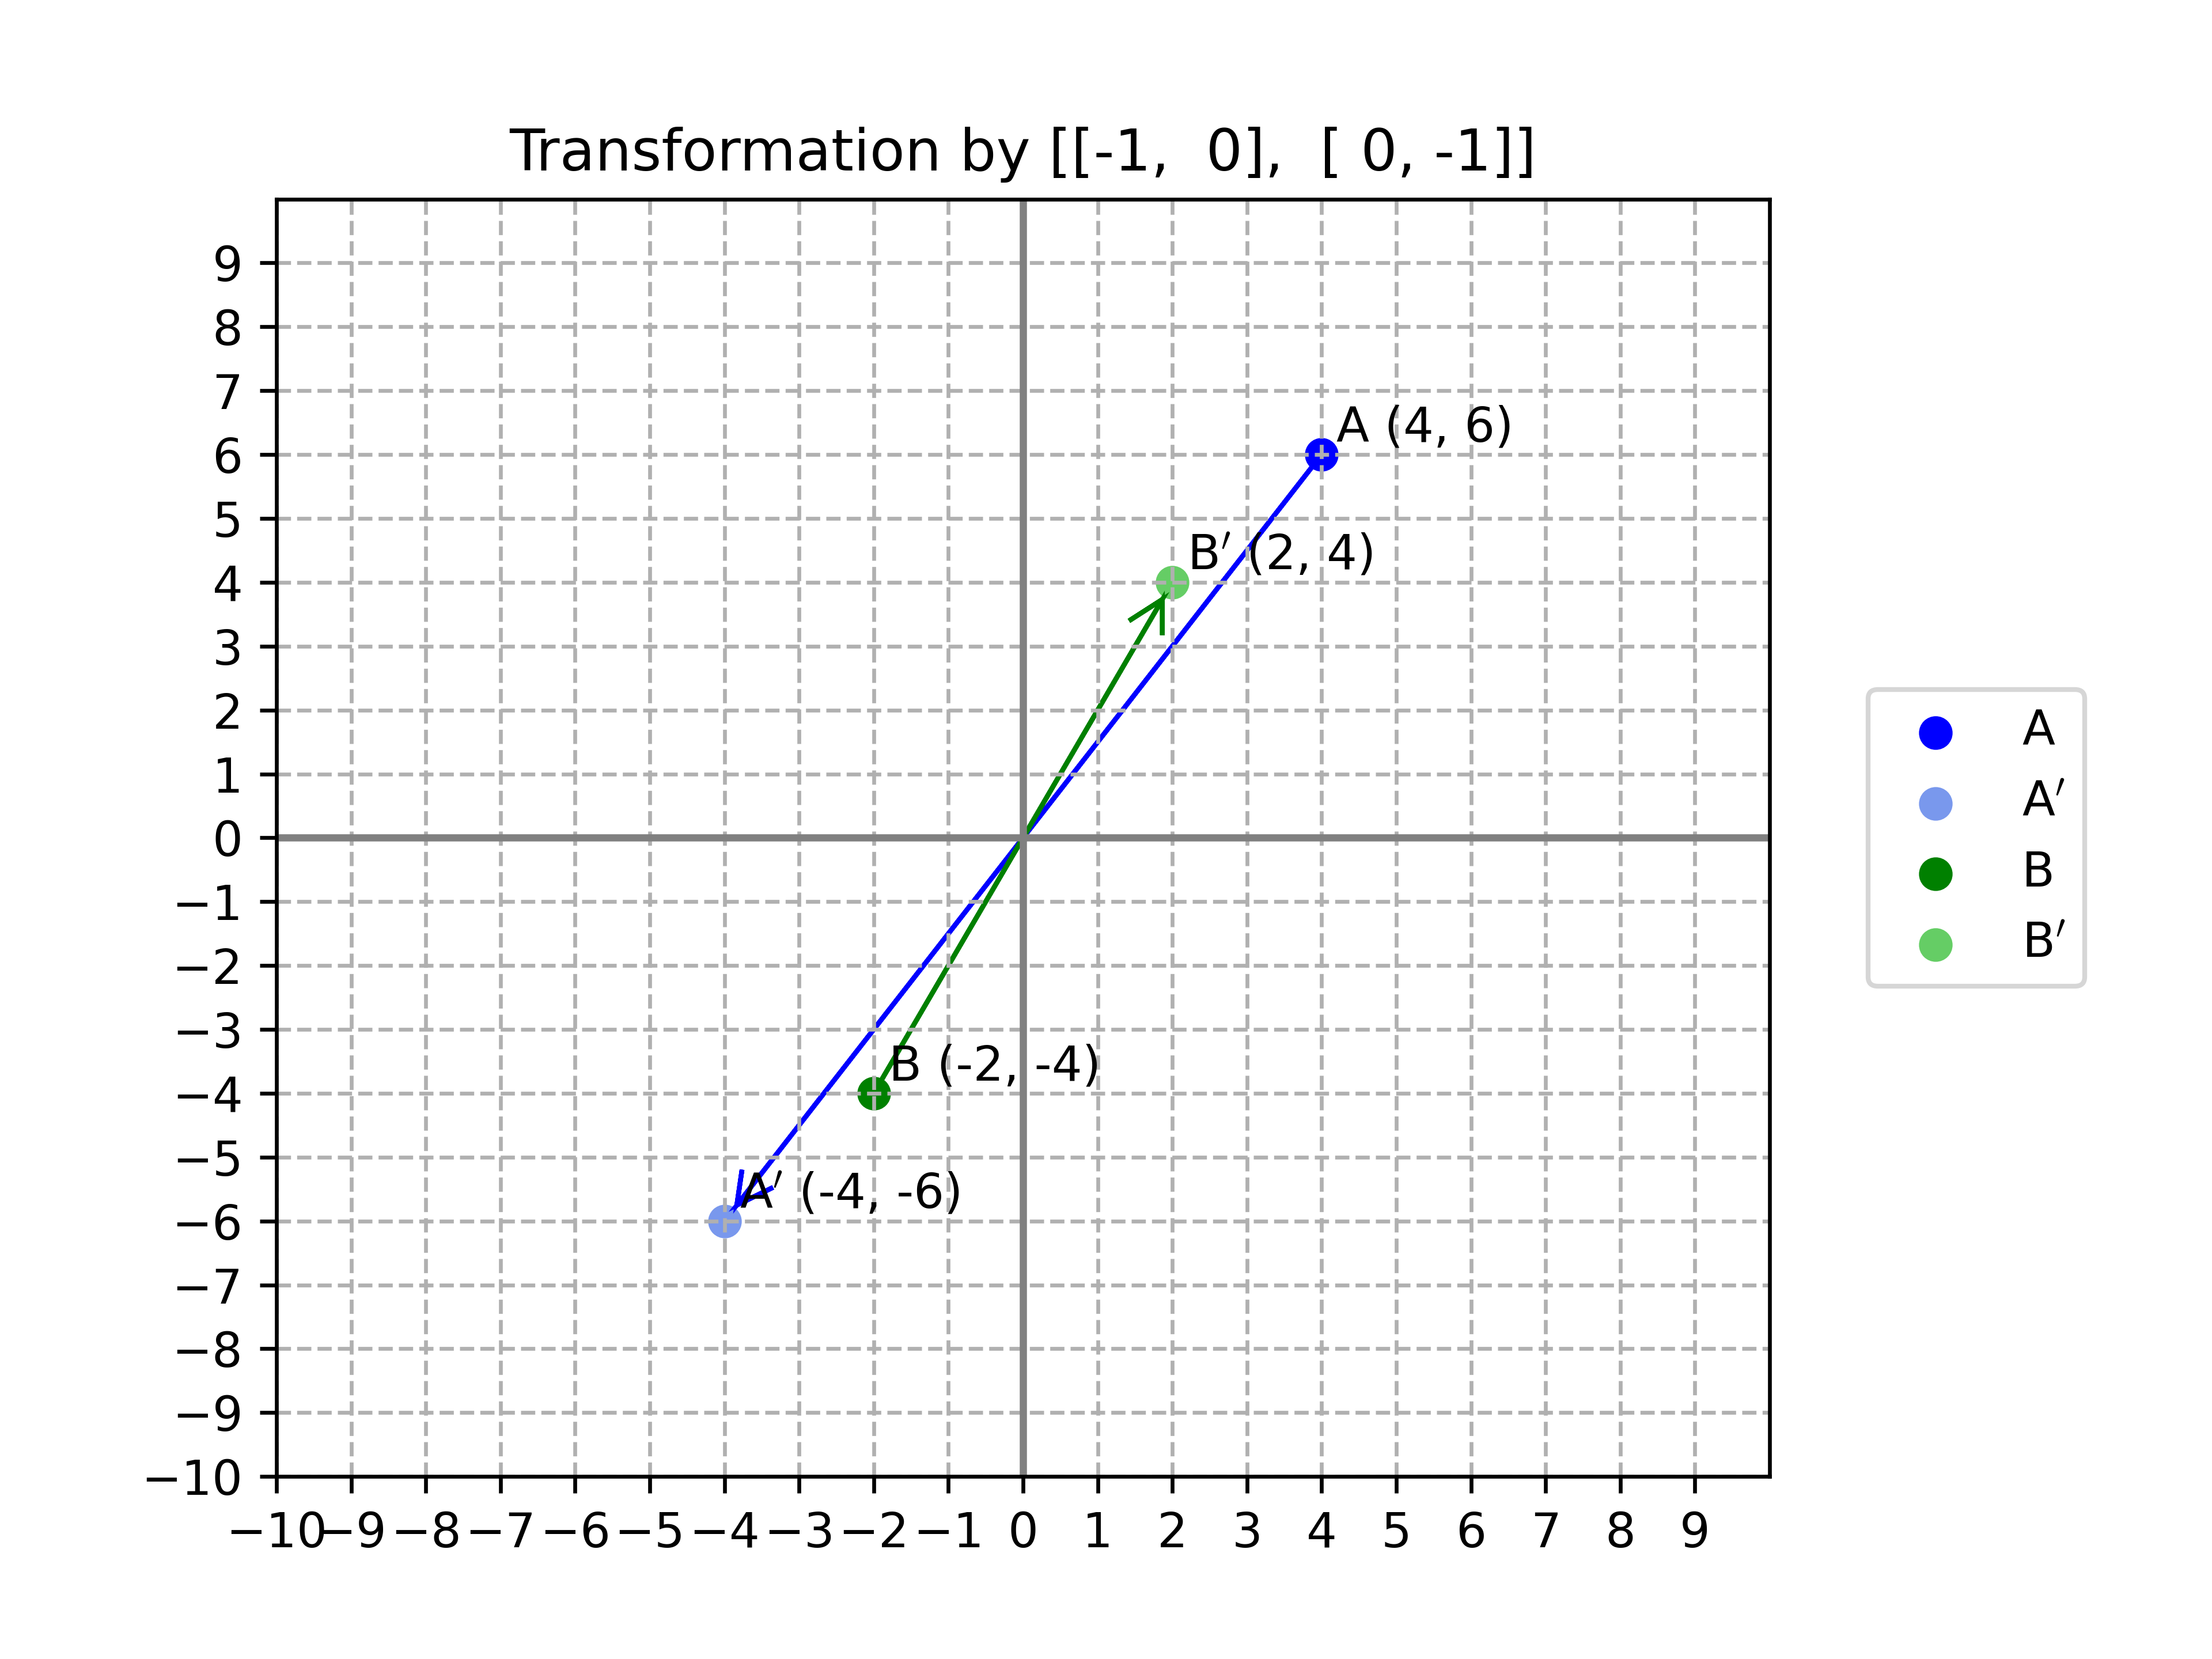 Transformation by [[-1,  0],  [ 0, -1]]
9
8
7
6
5
4
3
2
1
0
−1
−2
−3
−4
−5
−6
−7
−8
−9
−10
A (4, 6)
B′ (2, 4)
B (-2, -4)
A′ (-4, -6)
−10 −9 −8 −7 −6 −5 −4 −3 −2 −1 0 1 2 3 4 5 6 7 8 9
A
A′
B
B′